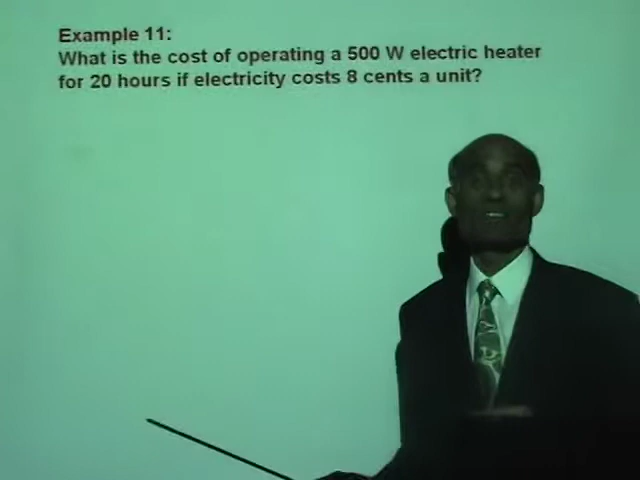 Example 11:
What is the cost of operating a 500 W electric heater
for 20 hours if electricity costs 8 cents a unit?